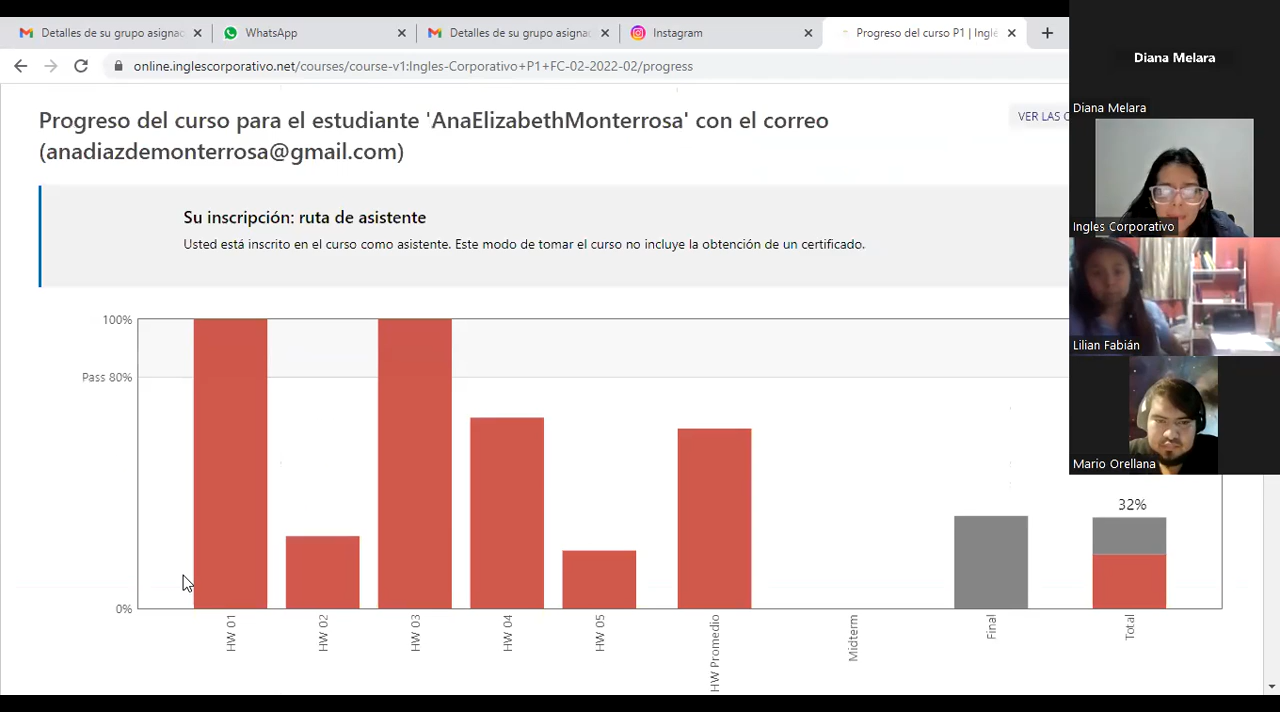 Detalles de su grupo asigna
WhatsApp
Detalles de su grupo asigna
Instagram
Progreso del curso P1 | Ingle
online.inglescorporativo.net/courses/course-v1:Ingles-Corporativo+P1+FC-02-2022-02/progress
Diana Melara
Diana Melara
Progreso del curso para el estudiante 'AnaElizabethMonterrosa' con el correo
(anadiazdemonterrosa@gmail.com)
VER LAS C
Su inscripción: ruta de asistente
Usted está inscrito en el curso como asistente. Este modo de tomar el curso no incluye la obtención de un certificado.
Ingles Corporativo
Lilian Fabián
Mario Orellana
100%
Pass 80%
0%
32%
HW 01
HW 02
HW 03
HW 04
HW 05
HW Promedio
Midterm
Final
Total